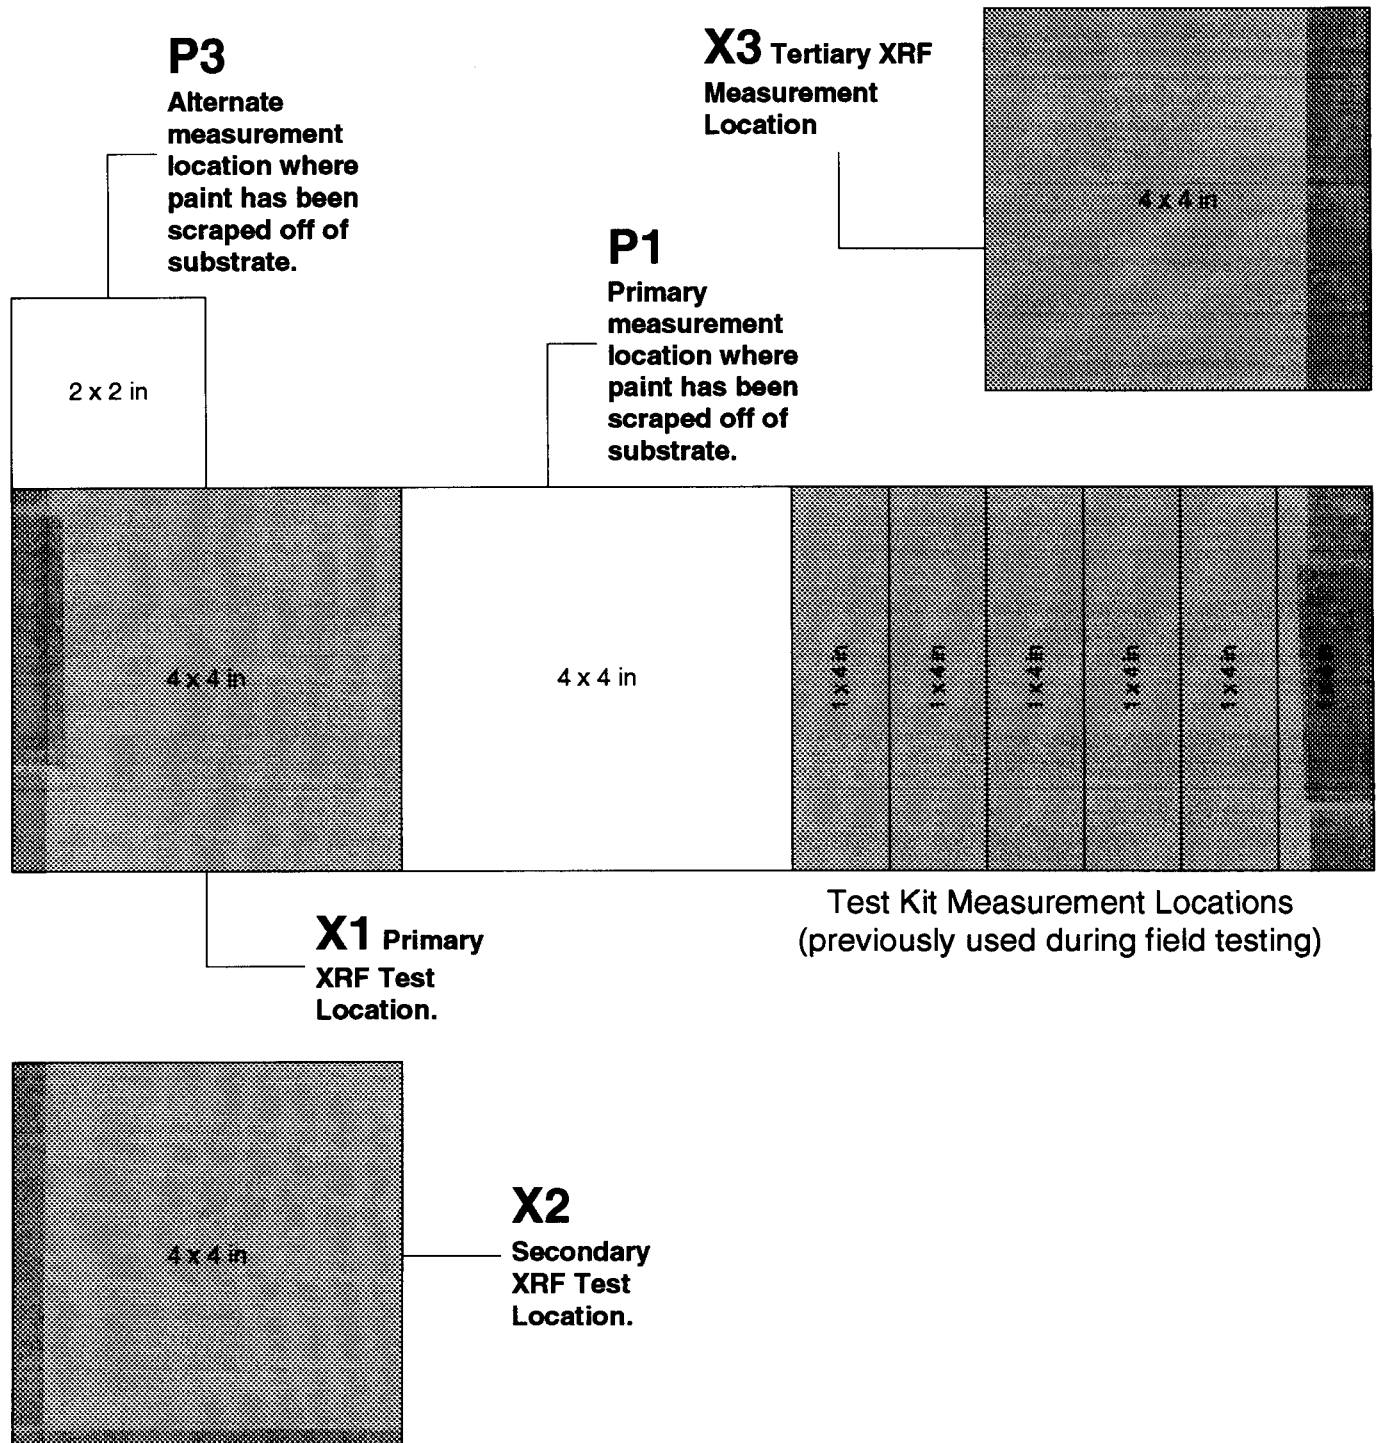 P3
Alternate
measurement
location where
paint has been
scraped off of
substrate.
X3 Tertiary XRF
Measurement
Location
4 x 4 in
P1
Primary
measurement
location where
paint has been
scraped off of
substrate.
2 x 2 in
4 x 4 in
4 x 4 in
1 x 4 in
1 x 4 in
1 x 4 in
1 x 4 in
1 x 4 in
1 x 4 in
Test Kit Measurement Locations
(previously used during field testing)
X1 Primary
XRF Test
Location.
4 x 4 in
X2
Secondary
XRF Test
Location.